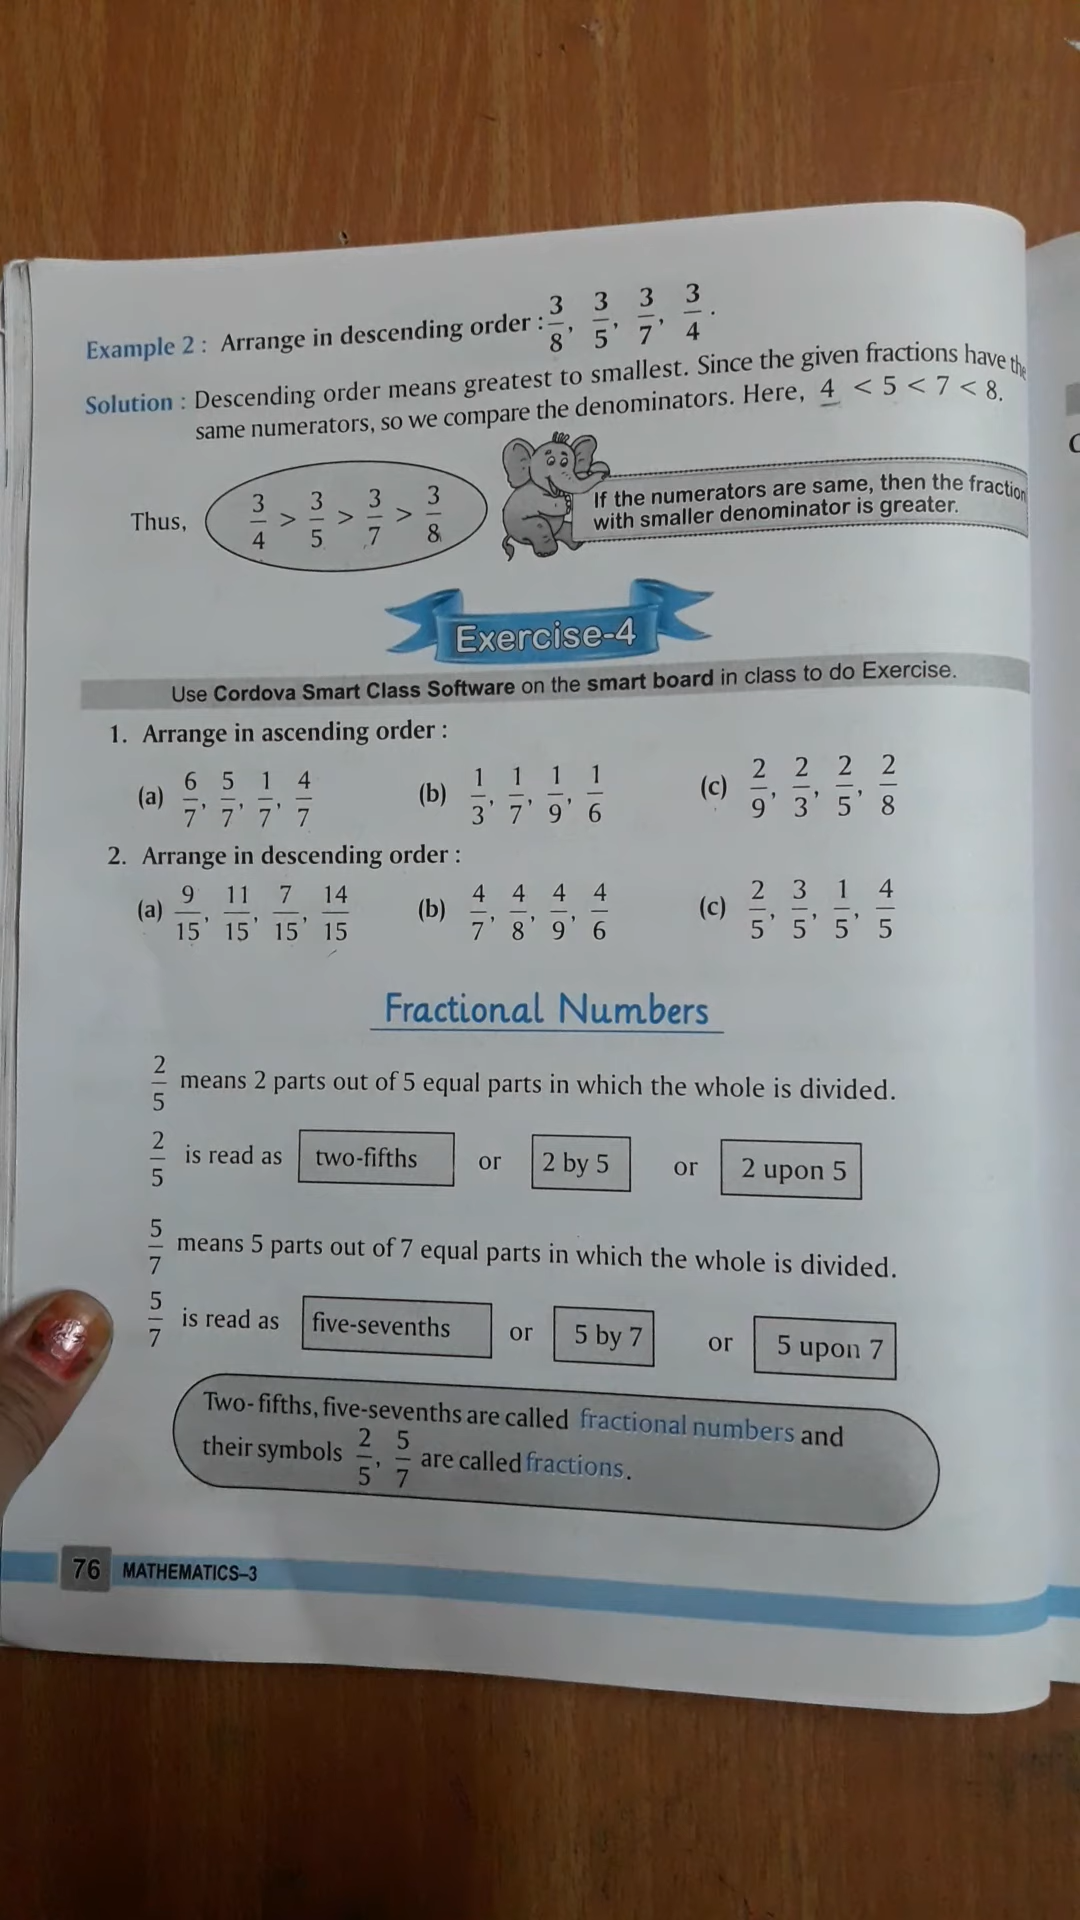 Example 2 : Arrange in descending order : 3/8, 3/5, 3/7, 3/4.
Solution : Descending order means greatest to smallest. Since the given fractions have the
same numerators, so we compare the denominators. Here, 4 < 5 < 7 < 8.
Thus, 3/4 > 3/5 > 3/7 > 3/8
If the numerators are same, then the fraction
with smaller denominator is greater.
Exercise-4
Use Cordova Smart Class Software on the smart board in class to do Exercise.
1. Arrange in ascending order :
(a) 6/7, 5/7, 1/7, 4/7 (b) 1/3, 1/7, 1/9, 1/6 (c) 2/9, 2/3, 2/5, 2/8
2. Arrange in descending order :
(a) 9/15, 11/15, 7/15, 14/15 (b) 4/7, 4/8, 4/9, 4/6 (c) 2/5, 3/5, 1/5, 4/5
Fractional Numbers
2/5 means 2 parts out of 5 equal parts in which the whole is divided.
2/5 is read as two-fifths or 2 by 5 or 2 upon 5
5/7 means 5 parts out of 7 equal parts in which the whole is divided.
5/7 is read as five-sevenths or 5 by 7 or 5 upon 7
Two-fifths, five-sevenths are called fractional numbers and
their symbols 2/5, 5/7 are called fractions.
76 MATHEMATICS–3